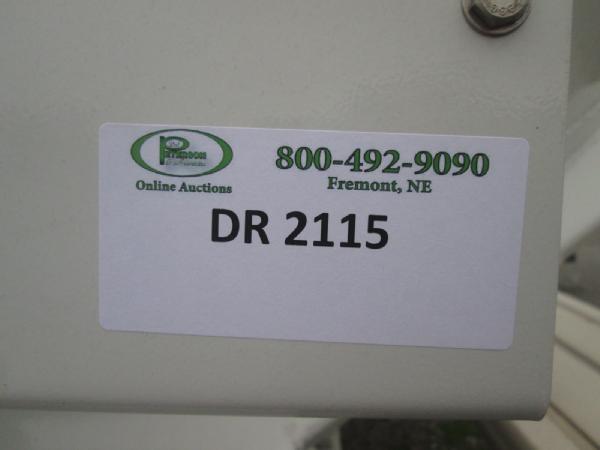 800-492-9090
Online Auctions
Fremont, NE
DR 2115